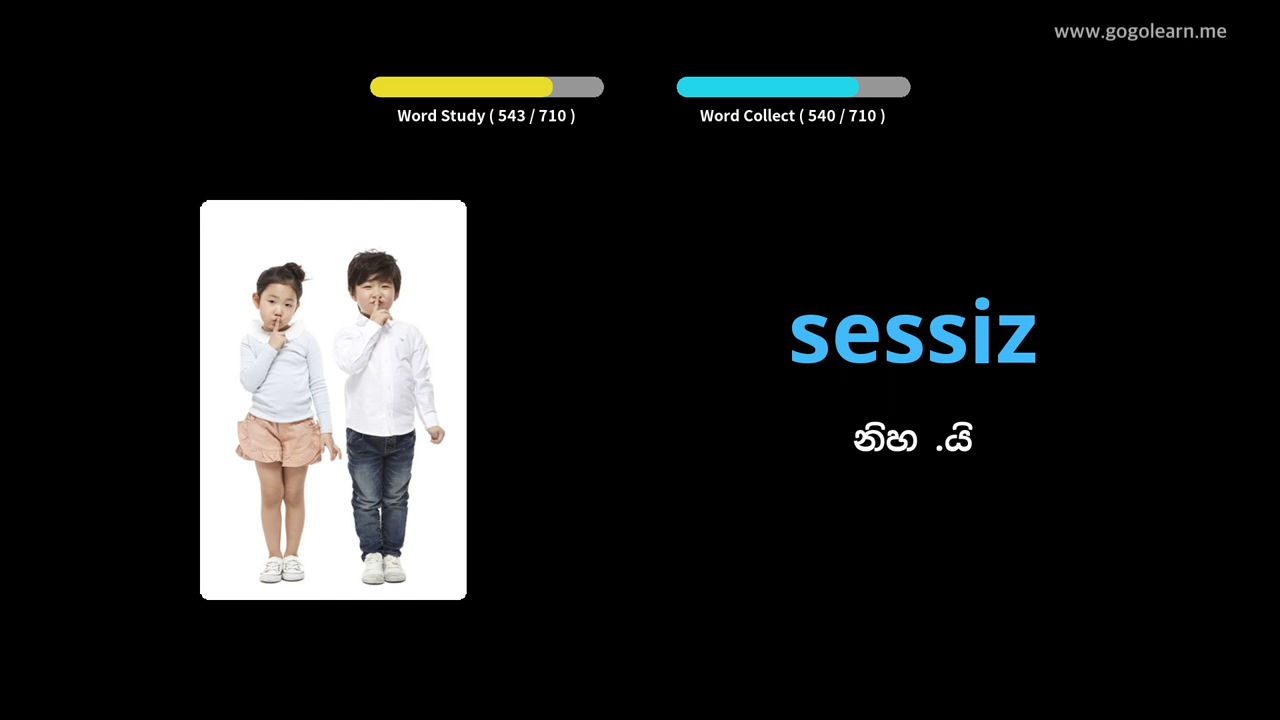 www.gogolearn.me
Word Study ( 543 / 710 )
Word Collect ( 540 / 710 )
sessiz
නිහ .යි